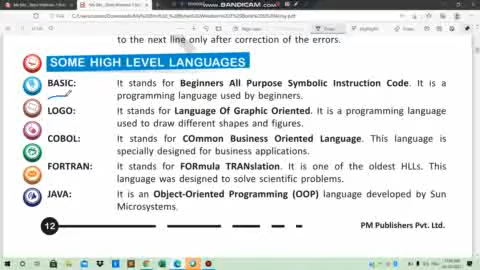 www.BANDICAM.com
to the next line only after correction of the errors.
SOME HIGH LEVEL LANGUAGES
BASIC: It stands for Beginners All Purpose Symbolic Instruction Code. It is a
programming language used by beginners.
LOGO: It stands for Language Of Graphic Oriented. It is a programming language
used to draw different shapes and figures.
COBOL: It stands for COmmon Business Oriented Language. This language is
specially designed for business applications.
FORTRAN: It stands for FORmula TRANslation. It is one of the oldest HLLs. This
language was designed to solve scientific problems.
JAVA: It is an Object-Oriented Programming (OOP) language developed by Sun
Microsystems.
12 PM Publishers Pvt. Ltd.